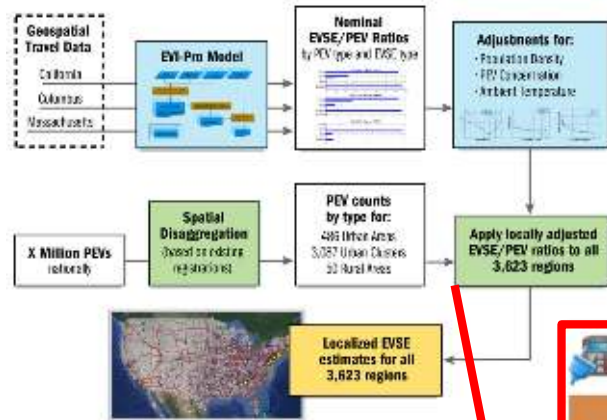 Geospatial
Travel Data
California
Columbus
Massachusetts
EVI-Pro Model
Nominal
EVSE/PEV Ratios
by PEV type and EVSE type
Adjustments for:
• Population Density
• PEV Concentration
• Ambient Temperature
X Million PEVs
nationally
Spatial
Disaggregation
(based on existing
registrations)
PEV counts
by type for:
486 Urban Areas
3,087 Urban Clusters
50 Rural Areas
Apply locally adjusted
EVSE/PEV ratios to all
3,623 regions
Localized EVSE
estimates for all
3,623 regions